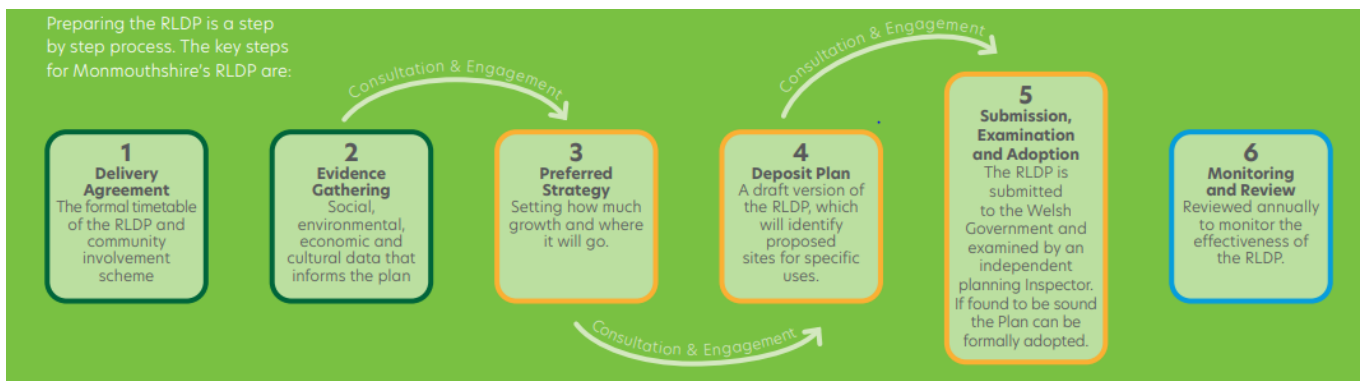 Preparing the RLDP is a step
by step process. The key steps
for Monmouthshire's RLDP are:
Consultation & Engagement
Consultation & Engagement
1
Delivery
Agreement
The formal timetable
of the RLDP and
community
involvement
scheme
2
Evidence
Gathering
Social,
environmental,
economic and
cultural data that
informs the plan
3
Preferred
Strategy
Setting how much
growth and where
it will go.
4
Deposit Plan
A draft version of
the RLDP, which
will identify
proposed
sites for specific
uses.
5
Submission,
Examination
and Adoption
The RLDP is
submitted
to the Welsh
Government and
examined by an
independent
planning Inspector.
If found to be sound
the Plan can be
formally adopted.
6
Monitoring
and Review
Reviewed annually
to monitor the
effectiveness of
the RLDP.
Consultation & Engagement